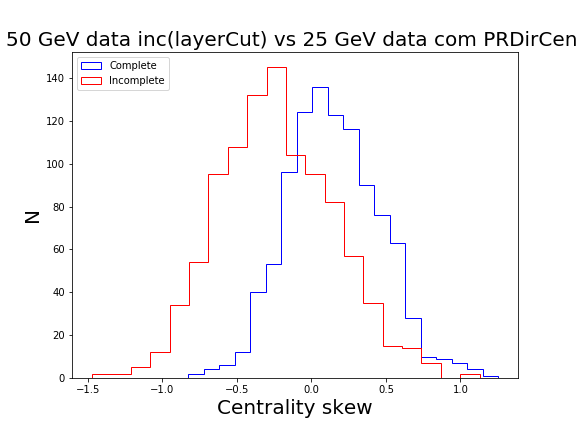 50 GeV data inc(layerCut) vs 25 GeV data com PRDirCen
Complete
Incomplete
140
120
100
80
60
40
20
0
N
−1.5 −1.0 −0.5 0.0 0.5 1.0
Centrality skew